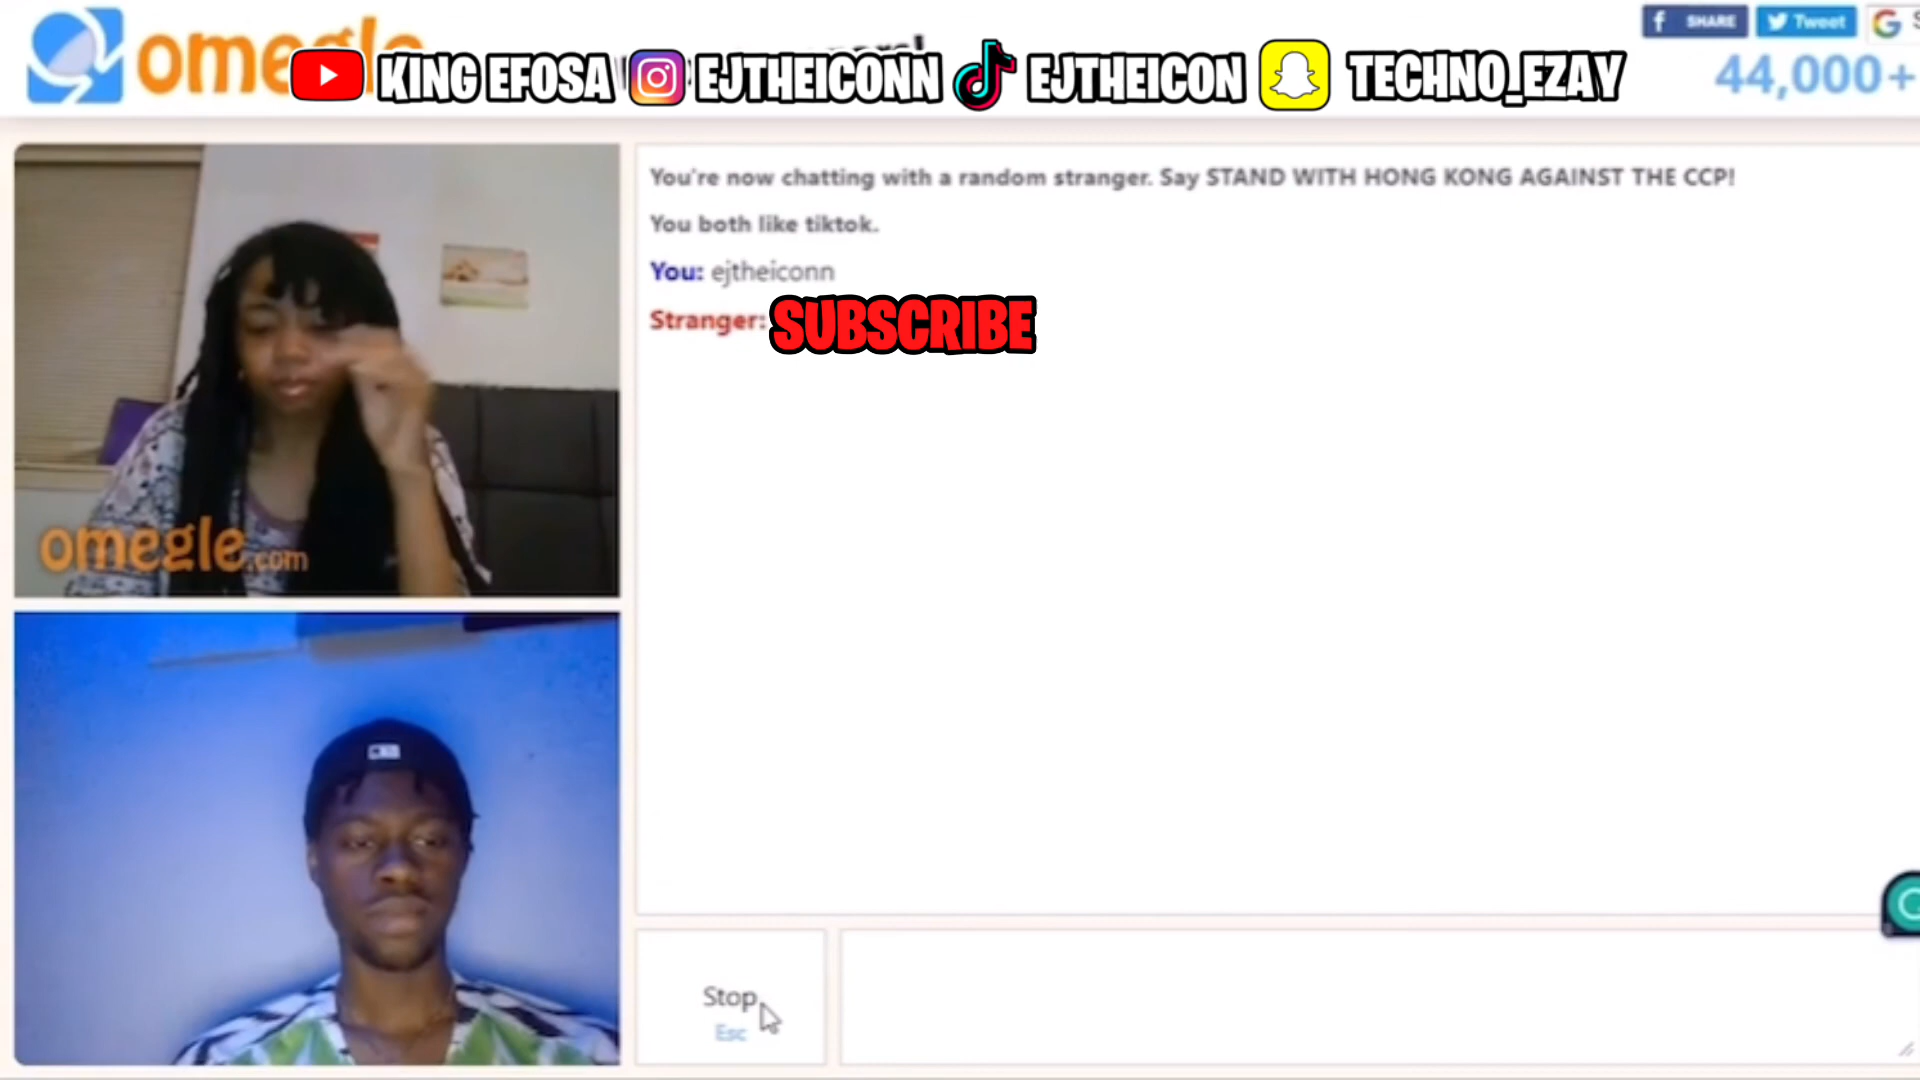 omegle
KING EFOSA EJTHEICONN EJTHEICON TECHNO_EZAY
f SHARE Tweet G
44,000+
You're now chatting with a random stranger. Say STAND WITH HONG KONG AGAINST THE CCP!
You both like tiktok.
You: ejtheiconn
Stranger: SUBSCRIBE
omegle.com
Stop
Esc